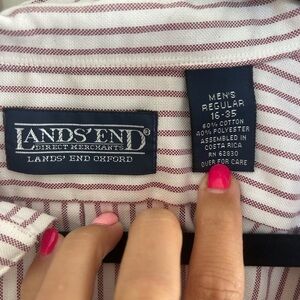 LANDS' END®
DIRECT MERCHANTS
LANDS' END OXFORD
MEN'S
REGULAR
16-35
60% COTTON
40% POLYESTER
ASSEMBLED IN
COSTA RICA
RN 62830
OVER FOR CARE